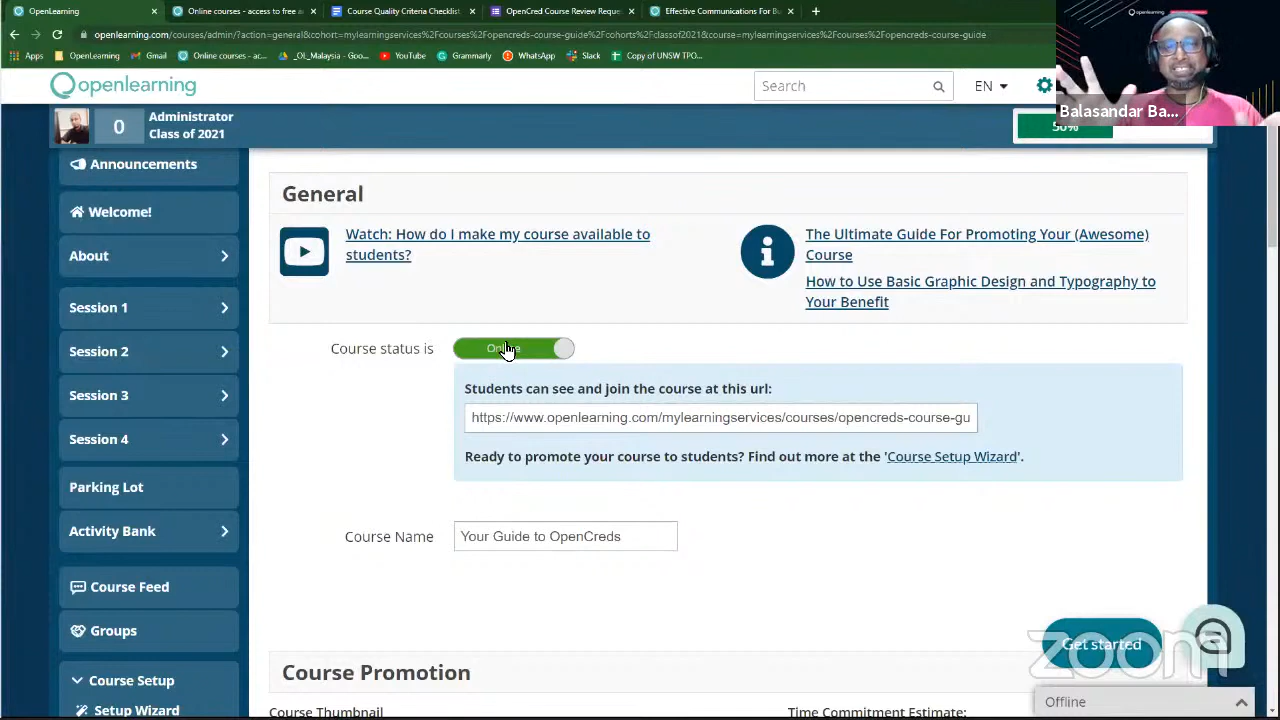 OpenLearning
Online courses - access to free a
Course Quality Criteria Checklist
OpenCred Course Review Reque
Effective Communications For Bu
openlearning.com/courses/admin/?action=general&cohort=mylearningservices%2Fcourses%2Fopencreds-course-guide%2Fcohorts%2Fclassof2021&course=mylearningservices%2Fcourses%2Fopencreds-course-guide
Apps
OpenLearning
Gmail
Online courses - ac...
_OL_Malaysia - Goo...
YouTube
Grammarly
WhatsApp
Slack
Copy of UNSW TPO...
openlearning
Search
EN
Balasandar Ba...
0
Administrator
Class of 2021
50%
Announcements
Welcome!
About
Session 1
Session 2
Session 3
Session 4
Parking Lot
Activity Bank
Course Feed
Groups
Course Setup
Setup Wizard
General
Watch: How do I make my course available to
students?
The Ultimate Guide For Promoting Your (Awesome)
Course
How to Use Basic Graphic Design and Typography to
Your Benefit
Course status is
Online
Students can see and join the course at this url:
https://www.openlearning.com/mylearningservices/courses/opencreds-course-gu
Ready to promote your course to students? Find out more at the 'Course Setup Wizard'.
Course Name
Your Guide to OpenCreds
Get started
zoom
Course Promotion
Offline
Course Thumbnail
Time Commitment Estimate: